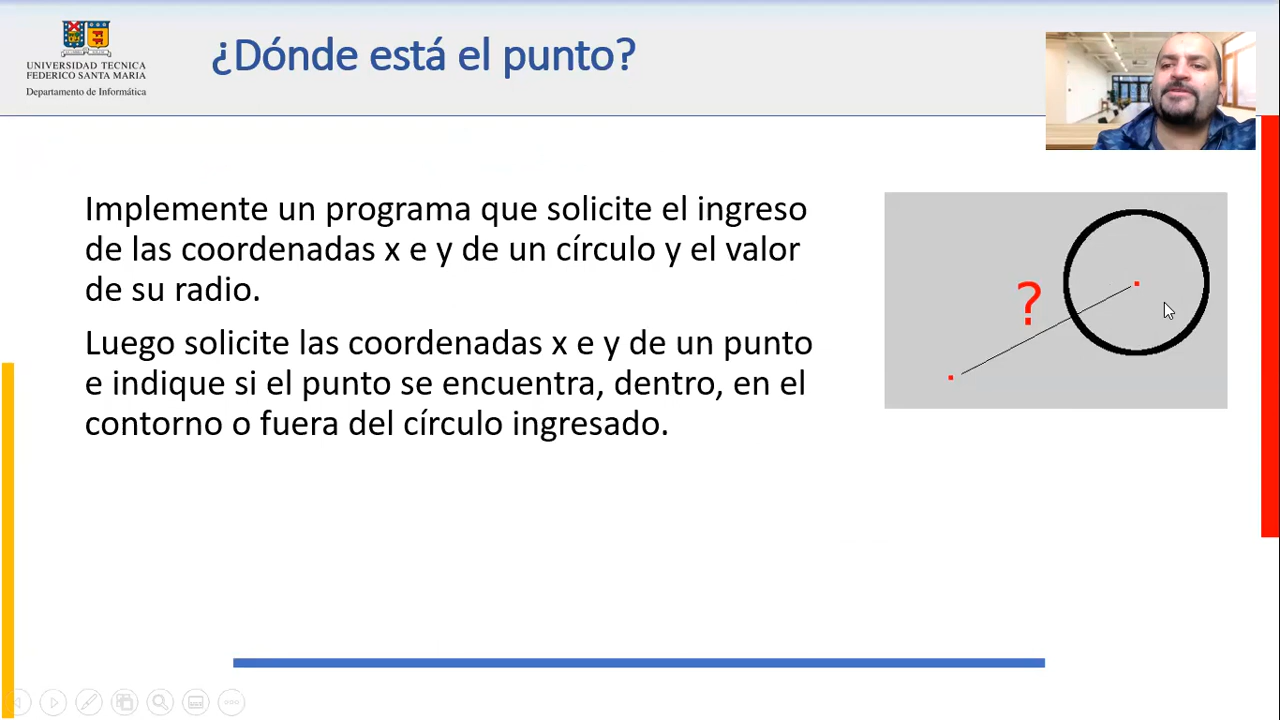 UNIVERSIDAD TECNICA
FEDERICO SANTA MARIA
Departamento de Informática
¿Dónde está el punto?
Implemente un programa que solicite el ingreso
de las coordenadas x e y de un círculo y el valor
de su radio.
Luego solicite las coordenadas x e y de un punto
e indique si el punto se encuentra, dentro, en el
contorno o fuera del círculo ingresado.
?